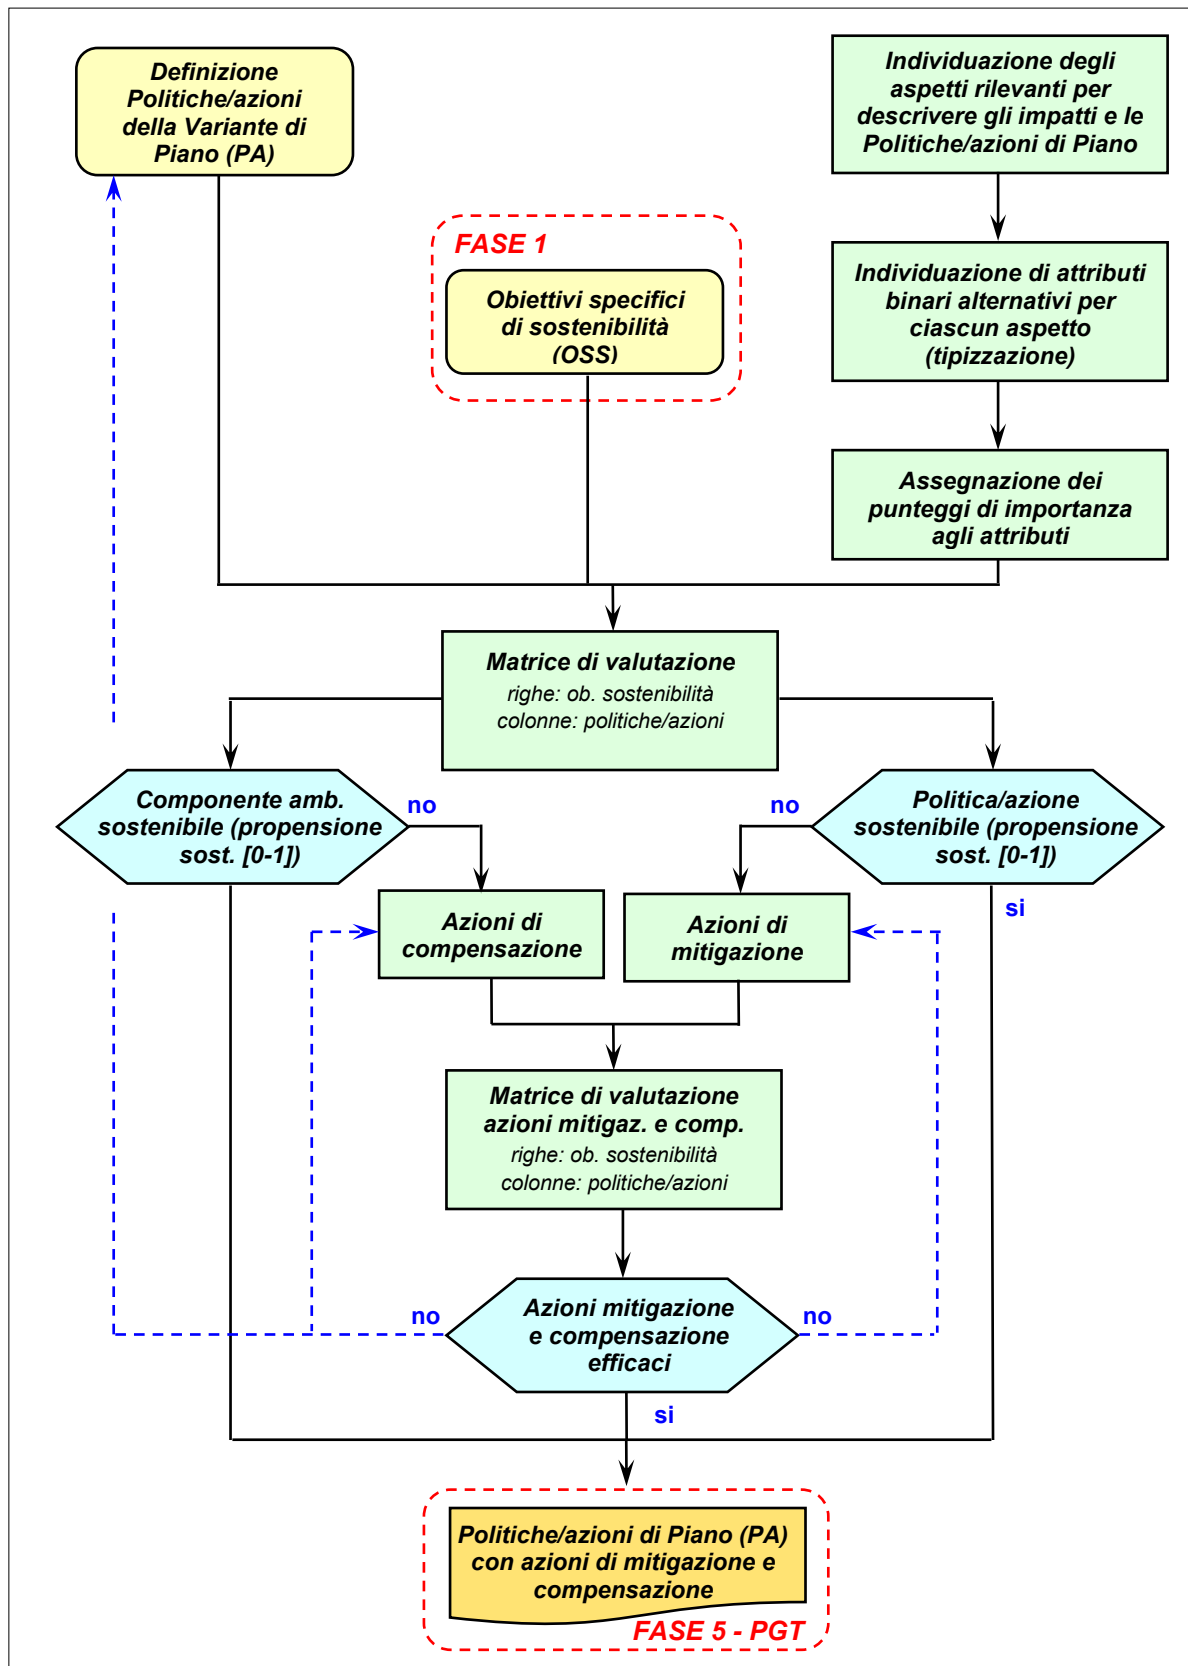 Definizione
Politiche/azioni
della Variante di
Piano (PA)
Individuazione degli
aspetti rilevanti per
descrivere gli impatti e le
Politiche/azioni di Piano
FASE 1
Obiettivi specifici
di sostenibilità
(OSS)
Individuazione di attributi
binari alternativi per
ciascun aspetto
(tipizzazione)
Assegnazione dei
punteggi di importanza
agli attributi
Matrice di valutazione
righe: ob. sostenibilità
colonne: politiche/azioni
Componente amb.
sostenibile (propensione
sost. [0-1])
no
no
Politica/azione
sostenibile (propensione
sost. [0-1])
si
Azioni di
compensazione
Azioni di
mitigazione
Matrice di valutazione
azioni mitigaz. e comp.
righe: ob. sostenibilità
colonne: politiche/azioni
no
Azioni mitigazione
e compensazione
efficaci
no
si
Politiche/azioni di Piano (PA)
con azioni di mitigazione e
compensazione
FASE 5 - PGT